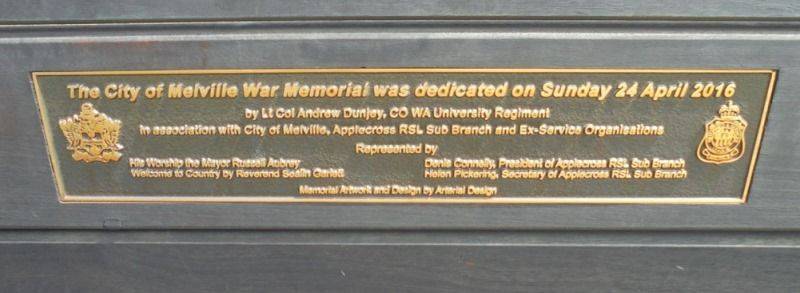 The City of Melville War Memorial was dedicated on Sunday 24 April 2016
by Lt Col Andrew Dunjey, CO WA University Regiment
In association with City of Melville, Applecross RSL Sub Branch and Ex-Service Organisations
Represented by
His Worship the Mayor Russell Aubrey
Welcome to Country by Reverend Sealin Garlett
Denis Connelly, President of Applecross RSL Sub Branch
Helen Pickering, Secretary of Applecross RSL Sub Branch
Memorial Artwork and Design by Arterial Design